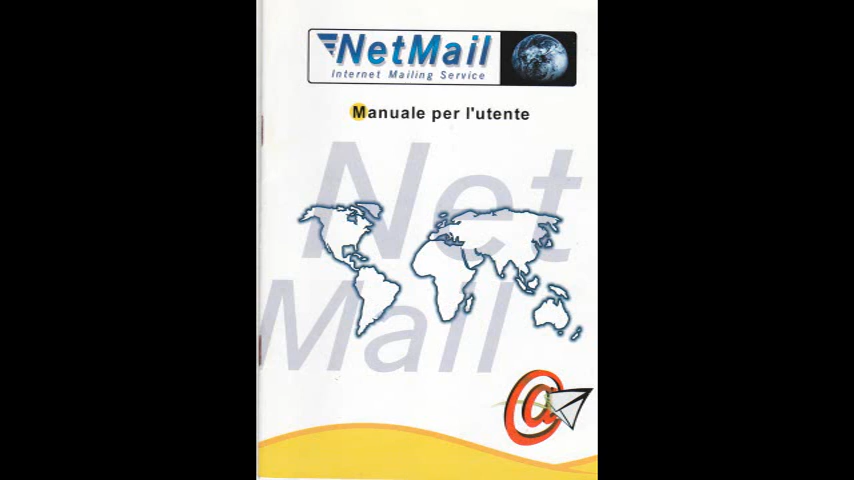 NetMail
Internet Mailing Service
Manuale per l'utente
Net
Mail
@